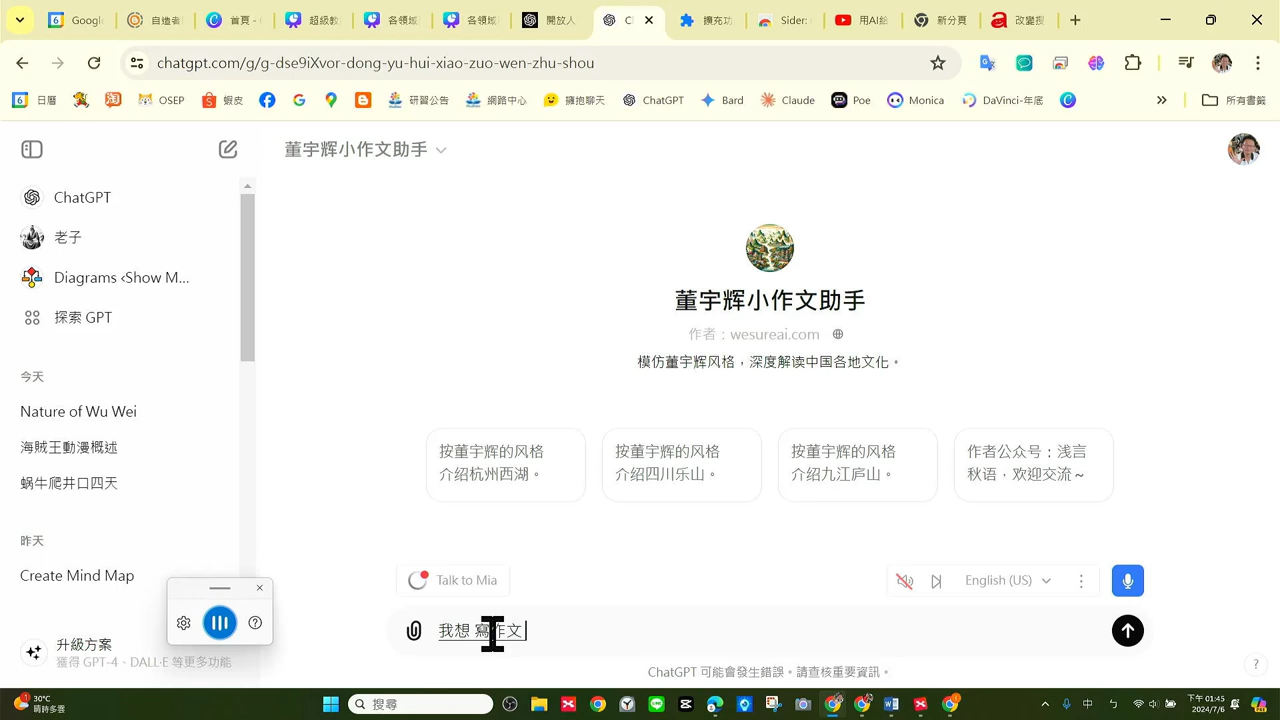 Google
自造者
首頁 -
超級教
各領域
各領域
開放人
C
擴充功
Sider:
用AI繪
新分頁
改變授
chatgpt.com/g/g-dse9iXvor-dong-yu-hui-xiao-zuo-wen-zhu-shou
6 日曆
淘
OSEP
蝦皮
研習公告
網路中心
擁抱聊天
ChatGPT
Bard
Claude
Poe
Monica
DaVinci-年底
所有書籤
董宇辉小作文助手
ChatGPT
老子
Diagrams ‹Show M...
探索 GPT
今天
Nature of Wu Wei
海賊王動漫概述
蝸牛爬井口四天
昨天
Create Mind Map
升級方案
獲得 GPT-4、DALL·E 等更多功能
董宇辉小作文助手
作者：wesureai.com
模仿董宇辉风格，深度解读中国各地文化。
按董宇辉的风格
介绍杭州西湖。
按董宇辉的风格
介绍四川乐山。
按董宇辉的风格
介绍九江庐山。
作者公众号：浅言
秋语，欢迎交流~
Talk to Mia
English (US)
我想 寫作文
ChatGPT 可能會發生錯誤。請查核重要資訊。
?
30°C
晴時多雲
搜尋
中
下午 01:45
2024/7/6